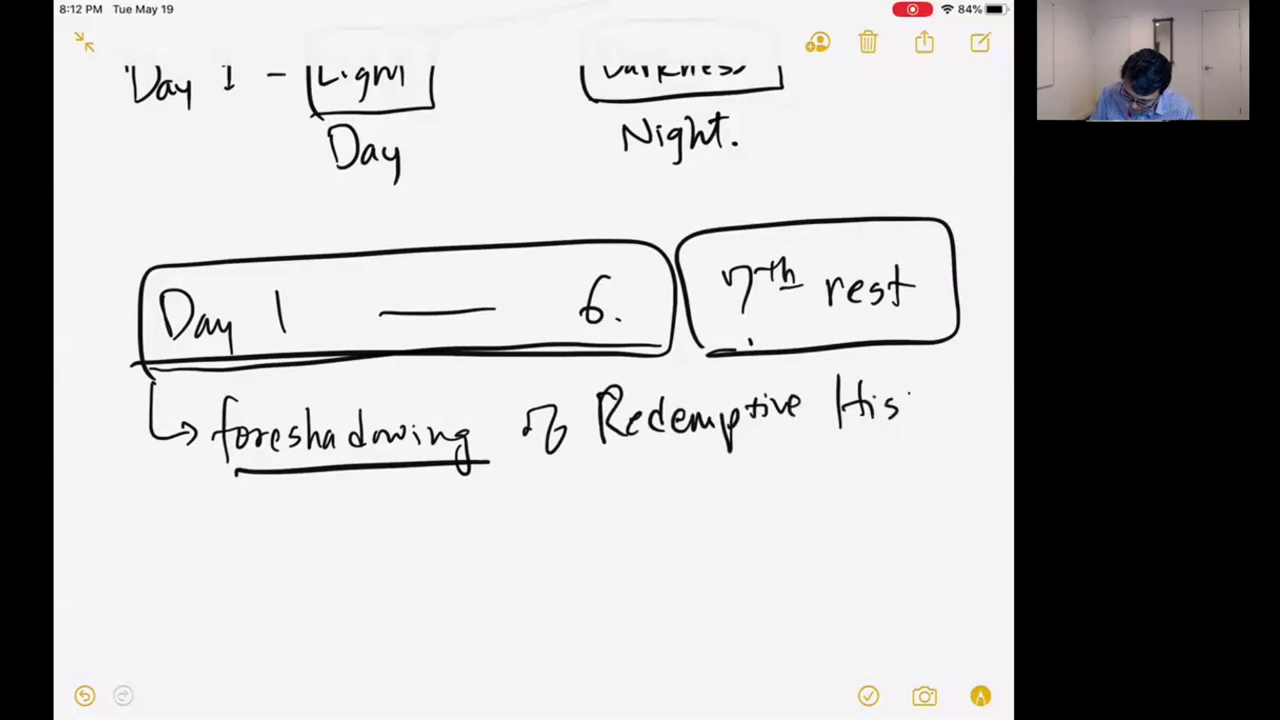 8:12 PM Tue May 19 84%
Day 1 - Light Darkness
Day Night.
Day 1 — 6. 7th rest
↳ foreshadowing of Redemptive His